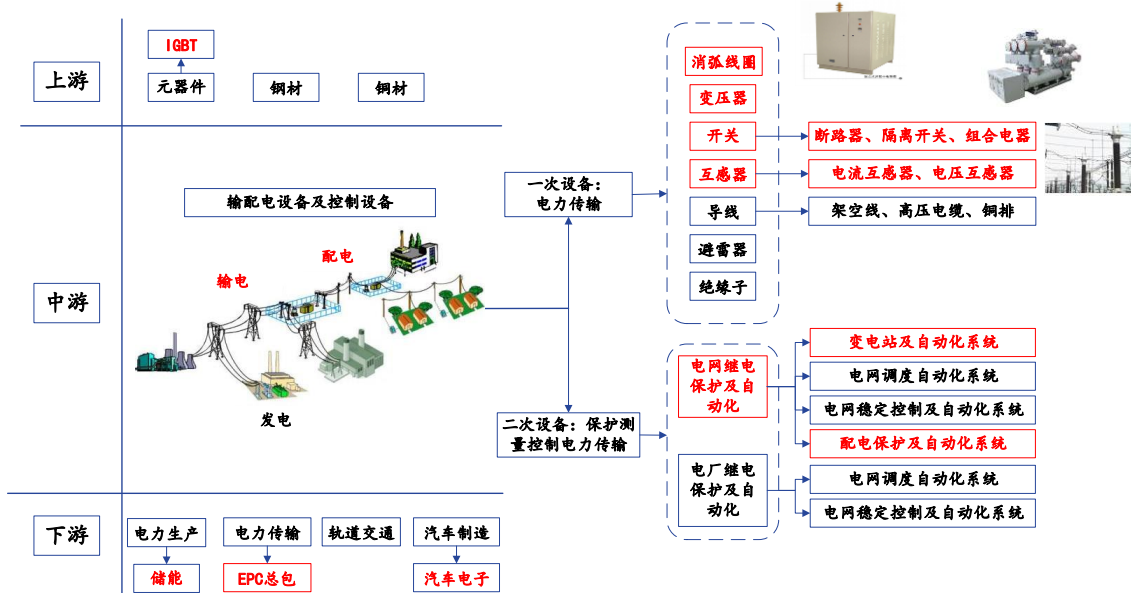 上游
IGBT
元器件
钢材
铜材
中游
输配电设备及控制设备
输电
配电
发电
一次设备：
电力传输
二次设备：保护测
量控制电力传输
消弧线圈
变压器
开关
互感器
导线
避雷器
绝缘子
断路器、隔离开关、组合电器
电流互感器、电压互感器
架空线、高压电缆、铜排
电网继电
保护及自
动化
变电站及自动化系统
电网调度自动化系统
电网稳定控制及自动化系统
配电保护及自动化系统
电厂继电
保护及自
动化
电网调度自动化系统
电网稳定控制及自动化系统
下游
电力生产
电力传输
轨道交通
汽车制造
储能
EPC总包
汽车电子